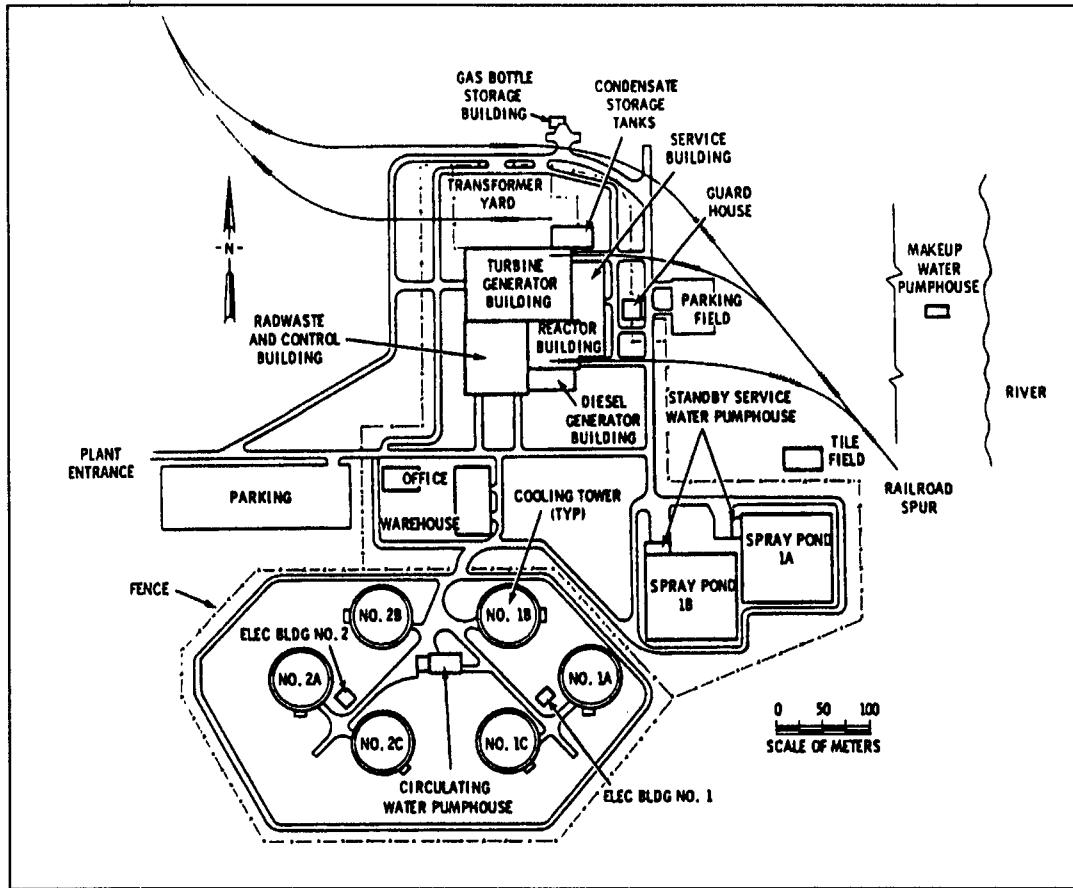 GAS BOTTLE
STORAGE
BUILDING
CONDENSATE
STORAGE
TANKS
SERVICE
BUILDING
GUARD
HOUSE
TRANSFORMER
YARD
-N-
TURBINE
GENERATOR
BUILDING
MAKEUP
WATER
PUMPHOUSE
PARKING
FIELD
RADWASTE
AND CONTROL
BUILDING
REACTOR
BUILDING
DIESEL
GENERATOR
BUILDING
STANDBY SERVICE
WATER PUMPHOUSE
RIVER
PLANT
ENTRANCE
TILE
FIELD
RAILROAD
SPUR
PARKING
OFFICE
WAREHOUSE
COOLING TOWER
(TYP)
SPRAY POND
1A
SPRAY POND
1B
FENCE
NO. 2B
NO. 1B
ELEC BLDG NO. 2
NO. 2A
NO. 1A
NO. 2C
NO. 1C
0 50 100
SCALE OF METERS
CIRCULATING
WATER PUMPHOUSE
ELEC BLDG NO. 1